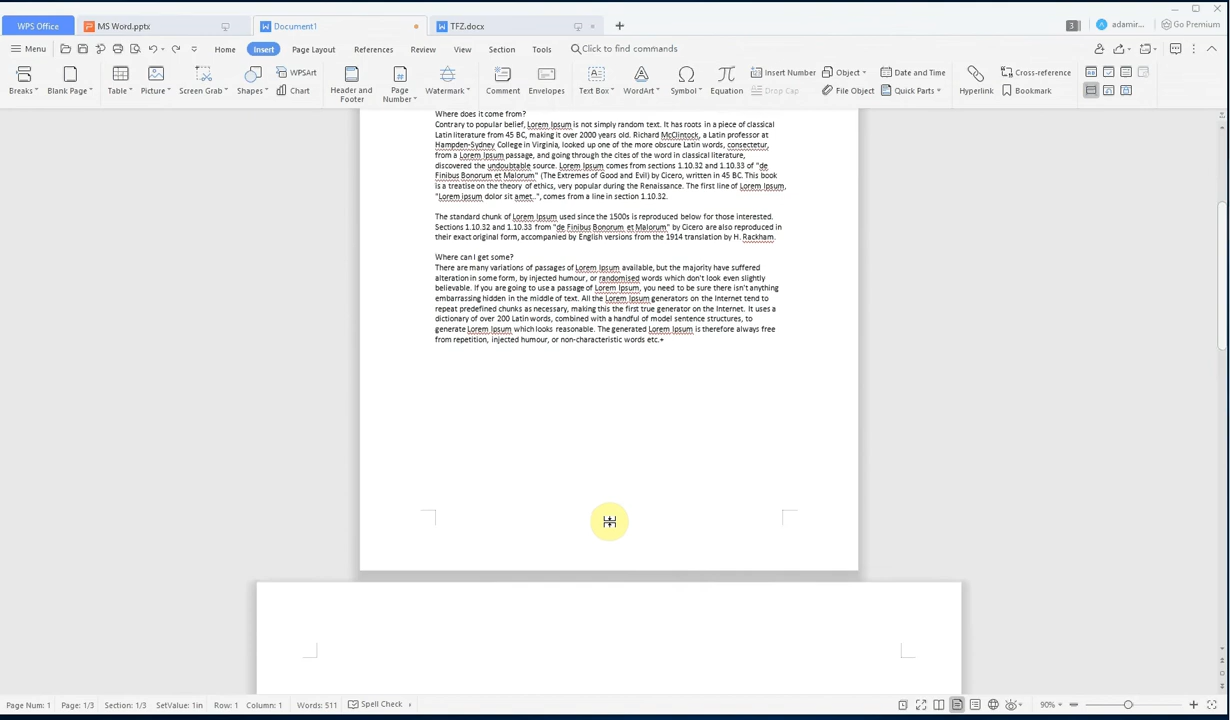 WPS Office MS Word.pptx Document1 TFZ.docx 3 adamir... Go Premium
Menu Home Insert Page Layout References Review View Section Tools Click to find commands
Breaks Blank Page Table Picture Screen Grab Shapes WPSArt Chart Header and Footer Page Number Watermark Comment Envelopes Text Box WordArt Symbol Equation Insert Number Drop Cap Object File Object Date and Time Quick Parts Hyperlink Cross-reference Bookmark
Where does it come from?
Contrary to popular belief, Lorem Ipsum is not simply random text. It has roots in a piece of classical
Latin literature from 45 BC, making it over 2000 years old. Richard McClintock, a Latin professor at
Hampden-Sydney College in Virginia, looked up one of the more obscure Latin words, consectetur,
from a Lorem Ipsum passage, and going through the cites of the word in classical literature,
discovered the undoubtable source. Lorem Ipsum comes from sections 1.10.32 and 1.10.33 of "de
Finibus Bonorum et Malorum" (The Extremes of Good and Evil) by Cicero, written in 45 BC. This book
is a treatise on the theory of ethics, very popular during the Renaissance. The first line of Lorem Ipsum,
"Lorem ipsum dolor sit amet..", comes from a line in section 1.10.32.
The standard chunk of Lorem Ipsum used since the 1500s is reproduced below for those interested.
Sections 1.10.32 and 1.10.33 from "de Finibus Bonorum et Malorum" by Cicero are also reproduced in
their exact original form, accompanied by English versions from the 1914 translation by H. Rackham.
Where can I get some?
There are many variations of passages of Lorem Ipsum available, but the majority have suffered
alteration in some form, by injected humour, or randomised words which don't look even slightly
believable. If you are going to use a passage of Lorem Ipsum, you need to be sure there isn't anything
embarrassing hidden in the middle of text. All the Lorem Ipsum generators on the Internet tend to
repeat predefined chunks as necessary, making this the first true generator on the Internet. It uses a
dictionary of over 200 Latin words, combined with a handful of model sentence structures, to
generate Lorem Ipsum which looks reasonable. The generated Lorem Ipsum is therefore always free
from repetition, injected humour, or non-characteristic words etc.
Page Num: 1 Page: 1/3 Section: 1/3 SetValue: 1in Row: 1 Column: 1 Words: 511 Spell Check 90%